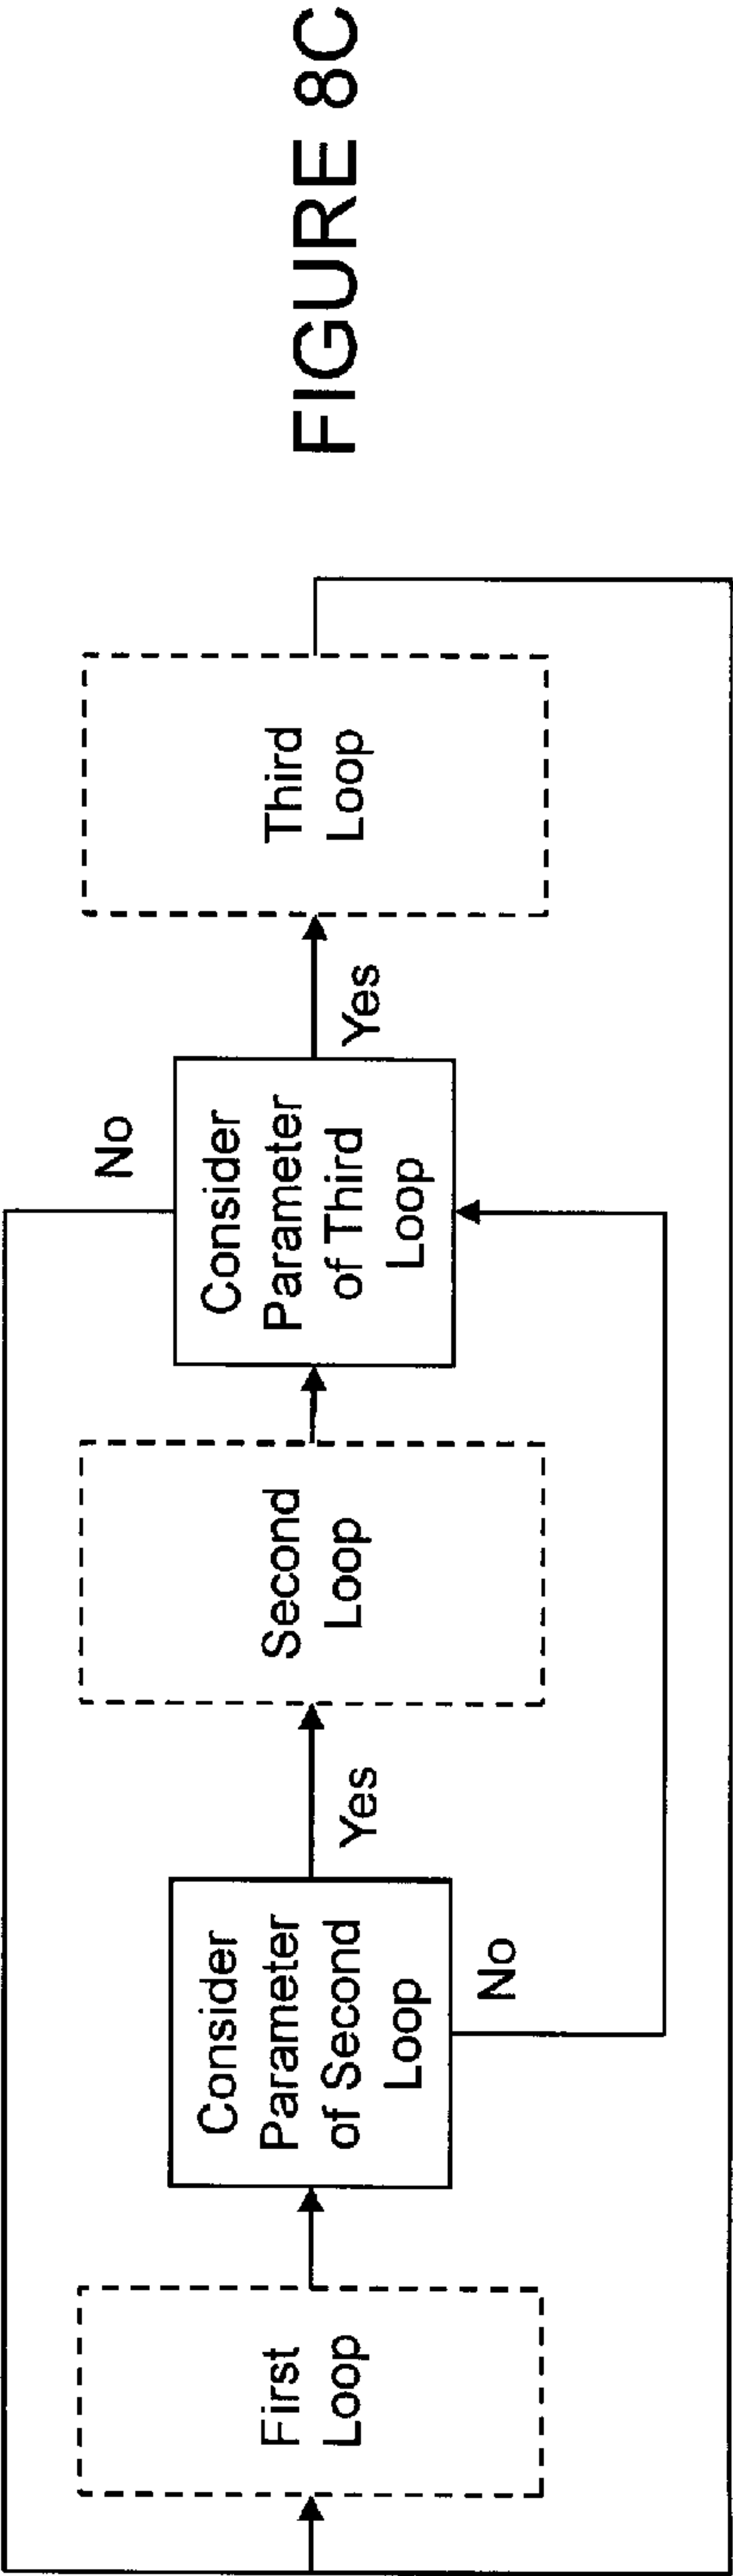 First
Loop
Consider
Parameter
of Second
Loop
No
Yes
Second
Loop
Consider
Parameter
of Third
Loop
No
Yes
Third
Loop
FIGURE 8C